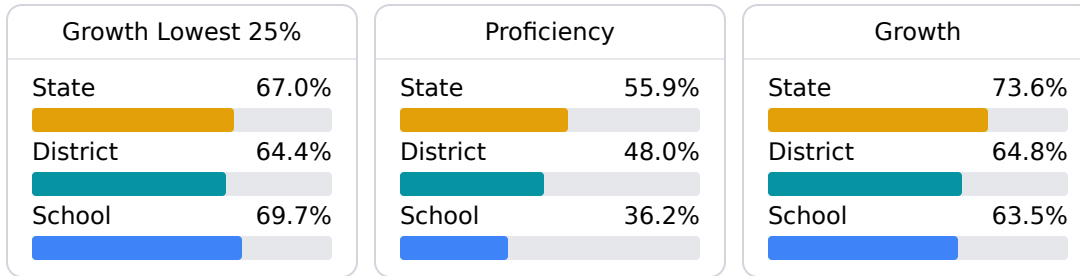 Growth Lowest 25%
State 67.0%
District 64.4%
School 69.7%
Proficiency
State 55.9%
District 48.0%
School 36.2%
Growth
State 73.6%
District 64.8%
School 63.5%